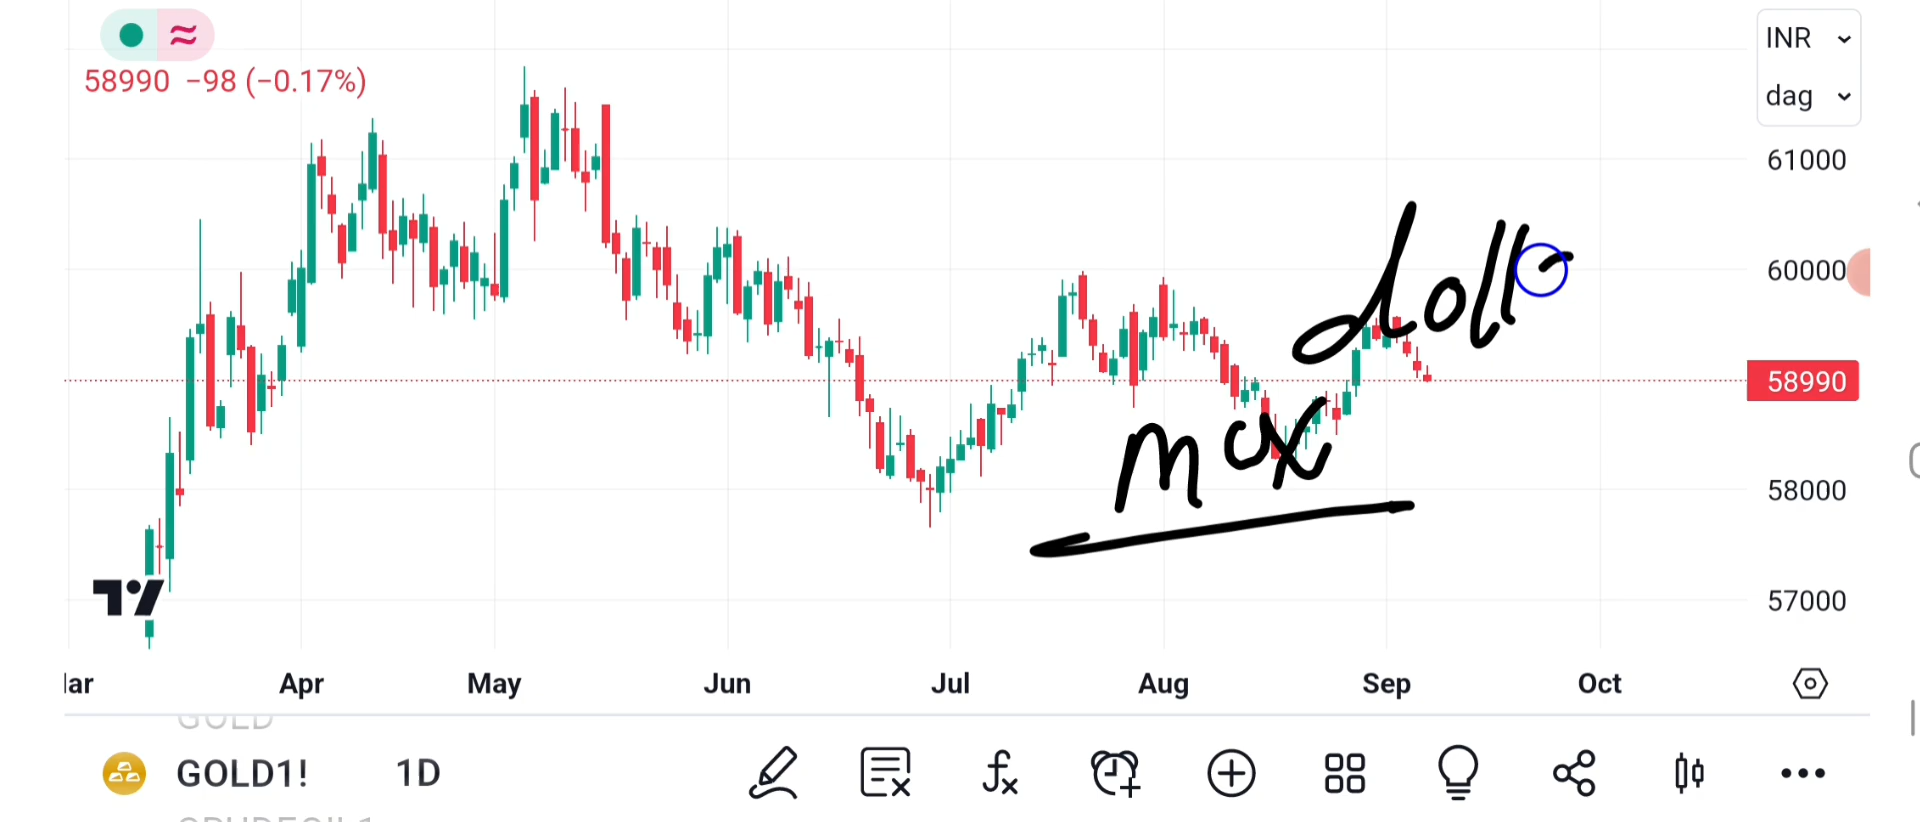 INR
58990 −98 (−0.17%)
dag
61000
60000
58990
58000
57000
doll
mcx
Apr May Jun Jul Aug Sep Oct
GOLD
GOLD1! 1D